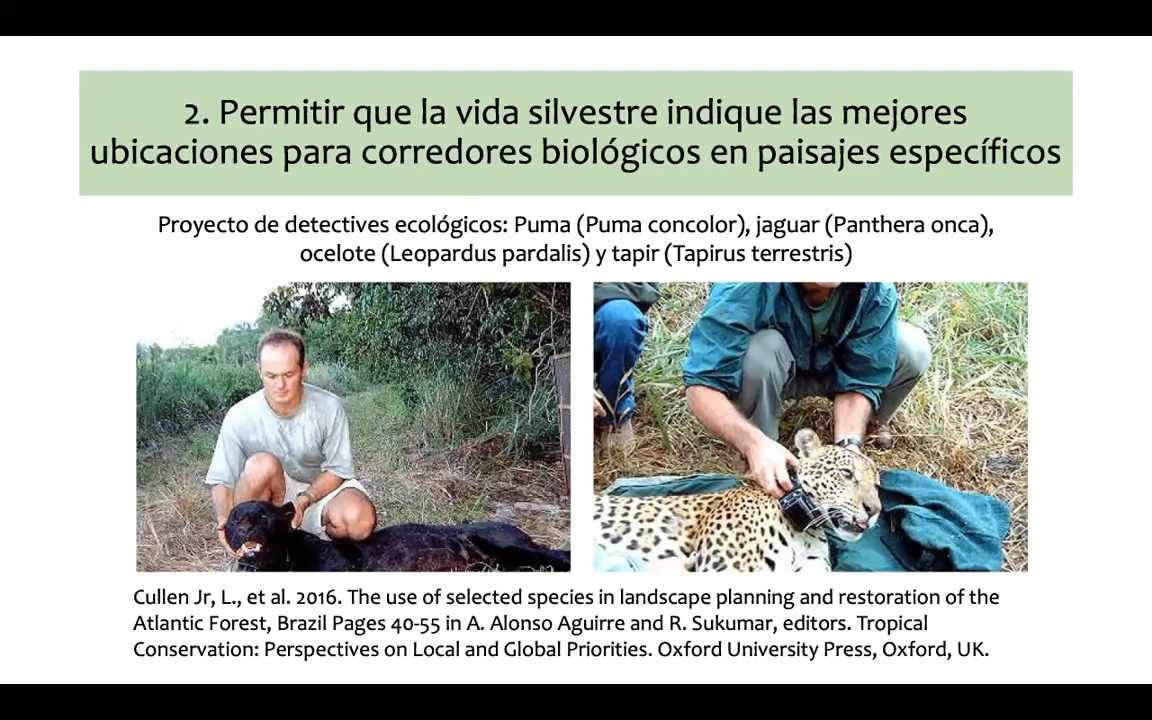 2. Permitir que la vida silvestre indique las mejores
ubicaciones para corredores biológicos en paisajes específicos
Proyecto de detectives ecológicos: Puma (Puma concolor), jaguar (Panthera onca),
ocelote (Leopardus pardalis) y tapir (Tapirus terrestris)
Cullen Jr, L., et al. 2016. The use of selected species in landscape planning and restoration of the
Atlantic Forest, Brazil Pages 40-55 in A. Alonso Aguirre and R. Sukumar, editors. Tropical
Conservation: Perspectives on Local and Global Priorities. Oxford University Press, Oxford, UK.